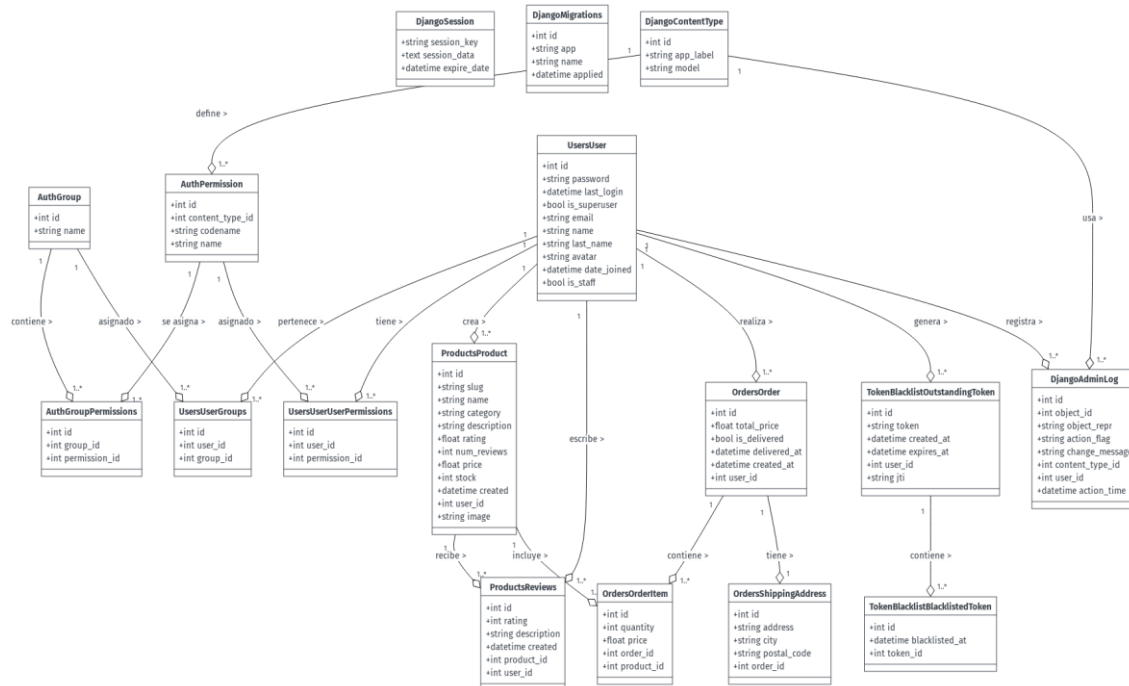 DjangoSession
+string session_key
+text session_data
+datetime expire_date
DjangoMigrations
+int id
+string app
+string name
+datetime applied
DjangoContentType
+int id
+string app_label
+string model
1
1
define >
1..*
AuthGroup
+int id
+string name
AuthPermission
+int id
+int content_type_id
+string codename
+string name
UsersUser
+int id
+string password
+datetime last_login
+bool is_superuser
+string email
+string name
+string last_name
+string avatar
+datetime date_joined
+bool is_staff
usa >
1
1
1
1
1
1
1
1
1
1
1
1
contiene >
asignado >
se asigna >
asignado >
pertenece >
tiene >
crea >
realiza >
genera >
registra >
1..*
1..*
1..*
1..*
1..*
1..*
1..*
1..*
1..*
1..*
1..*
AuthGroupPermissions
+int id
+int group_id
+int permission_id
UsersUserGroups
+int id
+int user_id
+int group_id
UsersUserUserPermissions
+int id
+int user_id
+int permission_id
ProductsProduct
+int id
+string slug
+string name
+string category
+string description
+float rating
+int num_reviews
+float price
+int stock
+datetime created
+int user_id
+string image
escribe >
OrdersOrder
+int id
+float total_price
+bool is_delivered
+datetime delivered_at
+datetime created_at
+int user_id
TokenBlacklistOutstandingToken
+int id
+string token
+datetime created_at
+datetime expires_at
+int user_id
+string jti
DjangoAdminLog
+int id
+int object_id
+string object_repr
+string action_flag
+string change_message
+int content_type_id
+int user_id
+datetime action_time
1
1
1
1
1
recibe >
incluye >
contiene >
tiene >
contiene >
1..*
1..*
1..
1..*
1
1..*
ProductsReviews
+int id
+int rating
+string description
+datetime created
+int product_id
+int user_id
OrdersOrderItem
+int id
+int quantity
+float price
+int order_id
+int product_id
OrdersShippingAddress
+int id
+string address
+string city
+string postal_code
+int order_id
TokenBlacklistBlacklistedToken
+int id
+datetime blacklisted_at
+int token_id